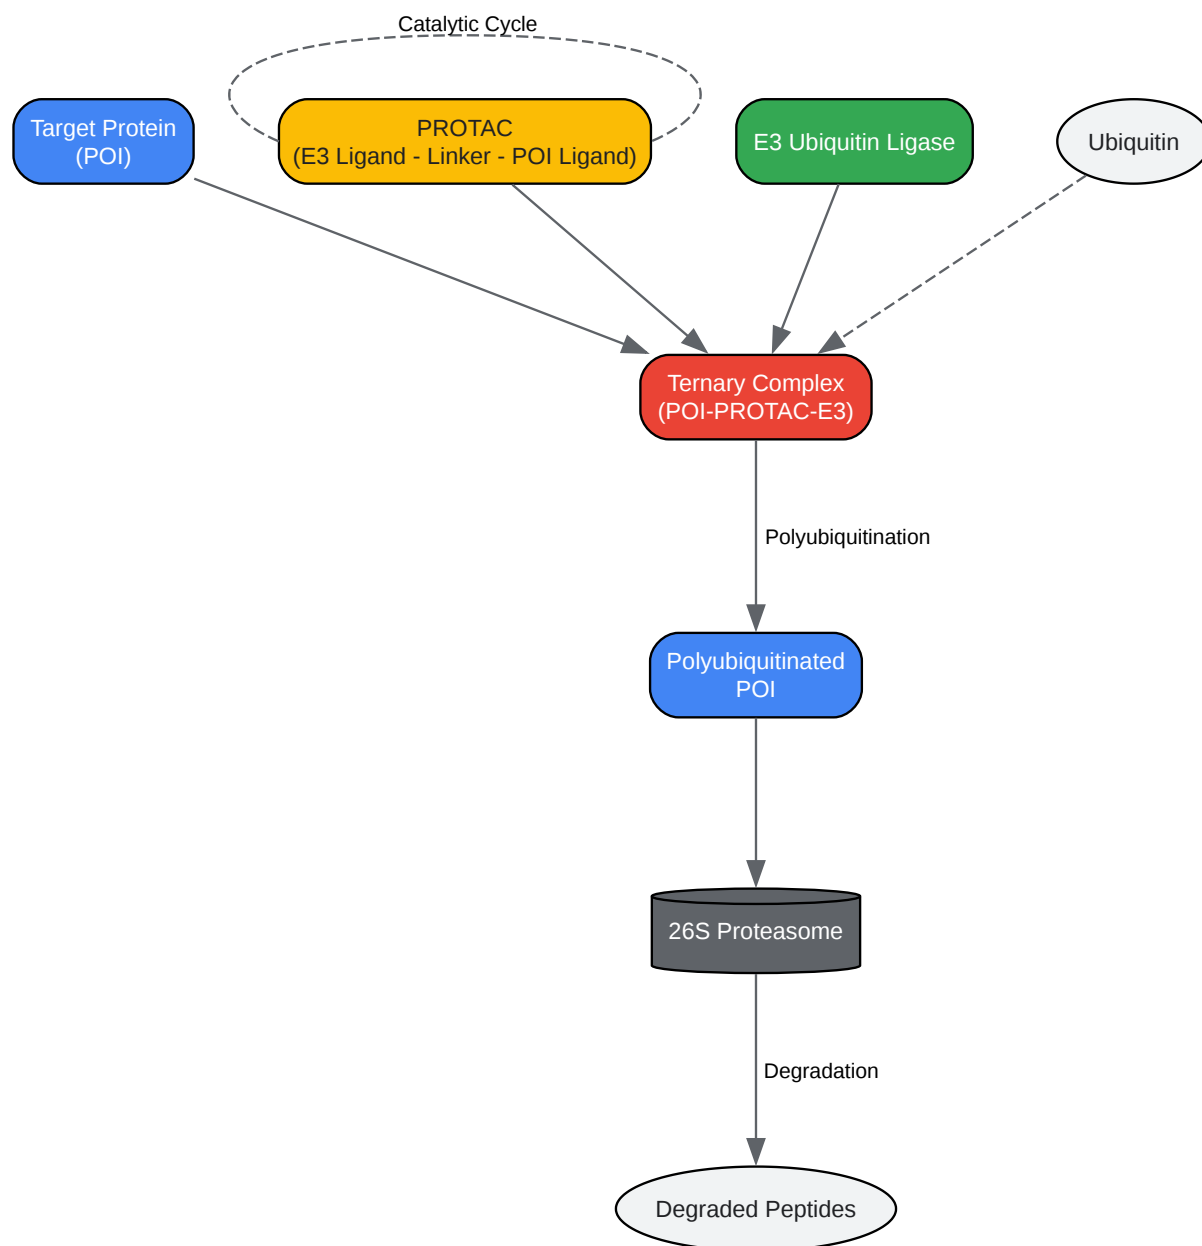 Catalytic Cycle
Target Protein
(POI)
PROTAC
(E3 Ligand - Linker - POI Ligand)
E3 Ubiquitin Ligase
Ubiquitin
Ternary Complex
(POI-PROTAC-E3)
Polyubiquitination
Polyubiquitinated
POI
26S Proteasome
Degradation
Degraded Peptides